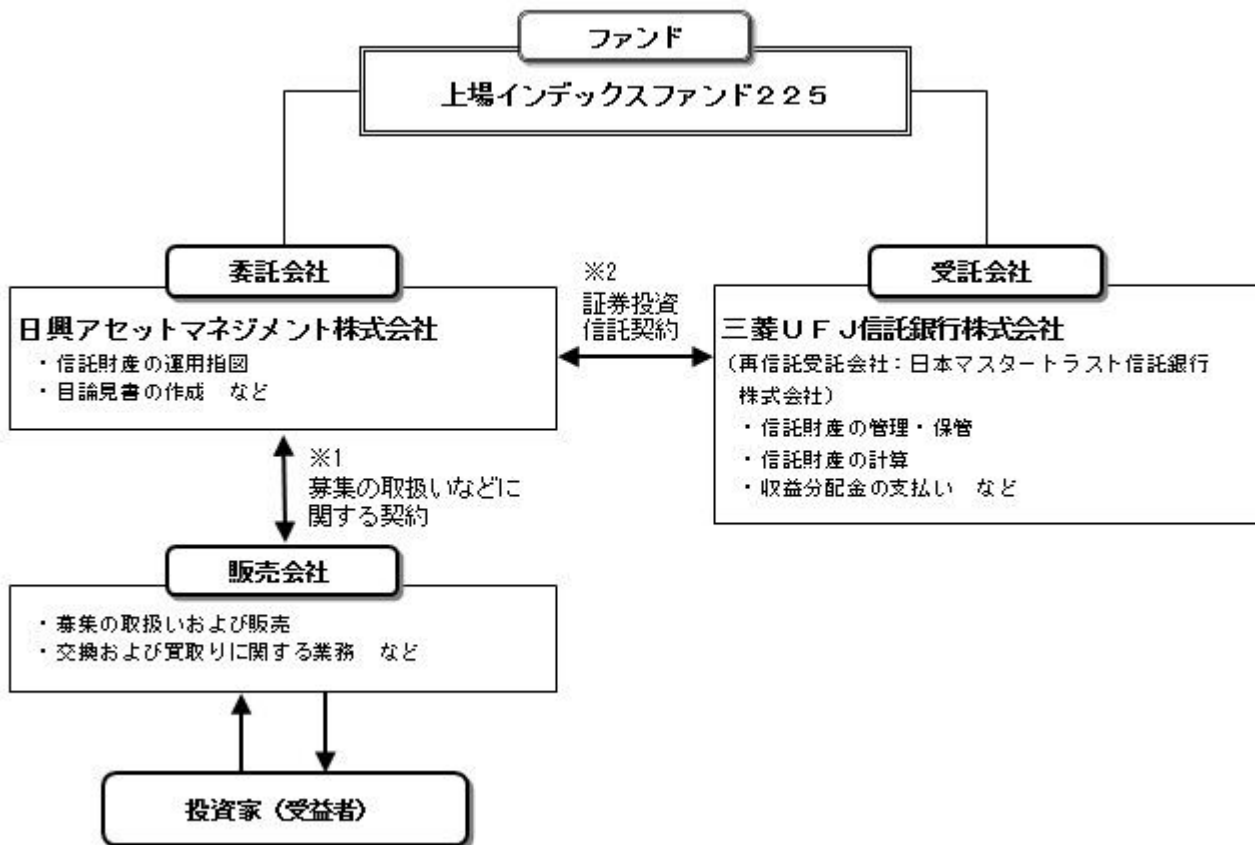 ファンド
上場インデックスファンド２２５
委託会社
日興アセットマネジメント株式会社
・信託財産の運用指図
・目論見書の作成　など
※2
証券投資
信託契約
受託会社
三菱ＵＦＪ信託銀行株式会社
（再信託受託会社：日本マスタートラスト信託銀行
株式会社）
・信託財産の管理・保管
・信託財産の計算
・収益分配金の支払い　など
※1
募集の取扱いなどに
関する契約
販売会社
・募集の取扱いおよび販売
・交換および買取りに関する業務　など
投資家（受益者）